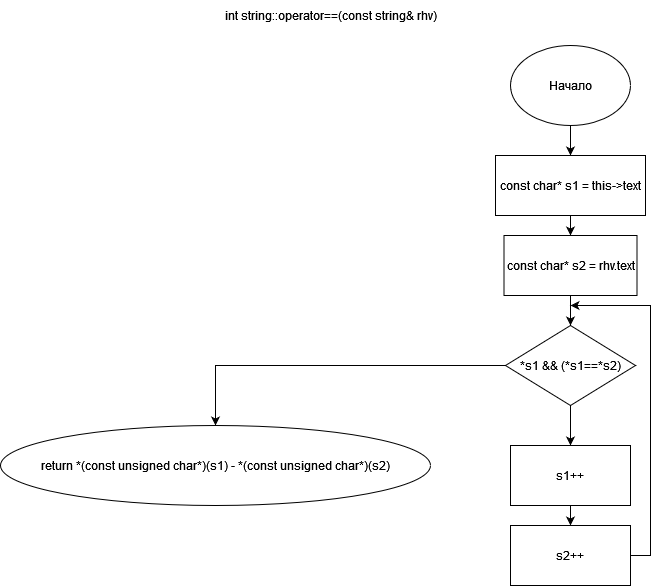 int string::operator==(const string& rhv)
Начало
const char* s1 = this->text
const char* s2 = rhv.text
*s1 && (*s1==*s2)
return *(const unsigned char*)(s1) - *(const unsigned char*)(s2)
s1++
s2++